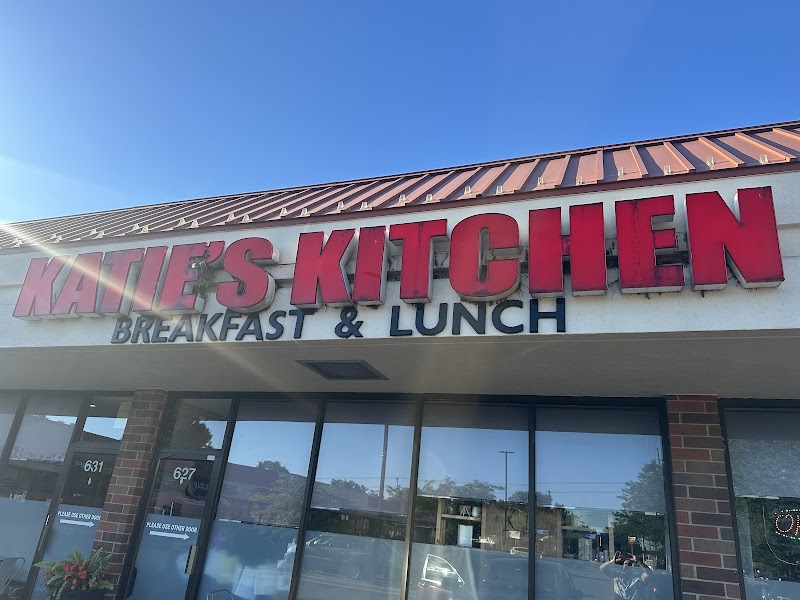 KATIE'S KITCHEN
BREAKFAST & LUNCH
631
627
PLEASE USE OTHER DOOR
PLEASE USE OTHER DOOR